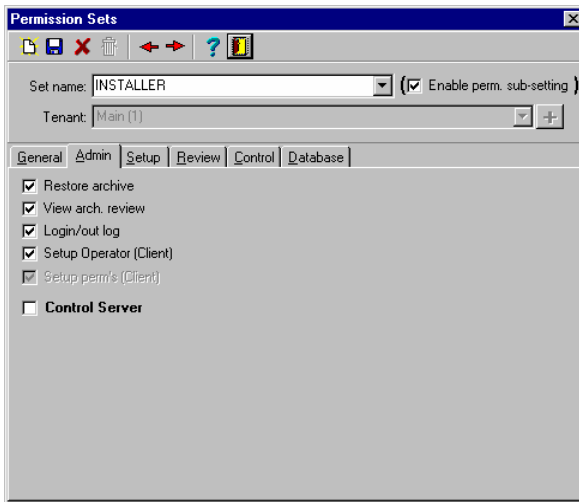 Permission Sets
?
Set name: INSTALLER ( Enable perm. sub-setting )
Tenant: Main (1) +
General Admin Setup Review Control Database
Restore archive
View arch. review
Login/out log
Setup Operator (Client)
Setup perm's (Client)
Control Server